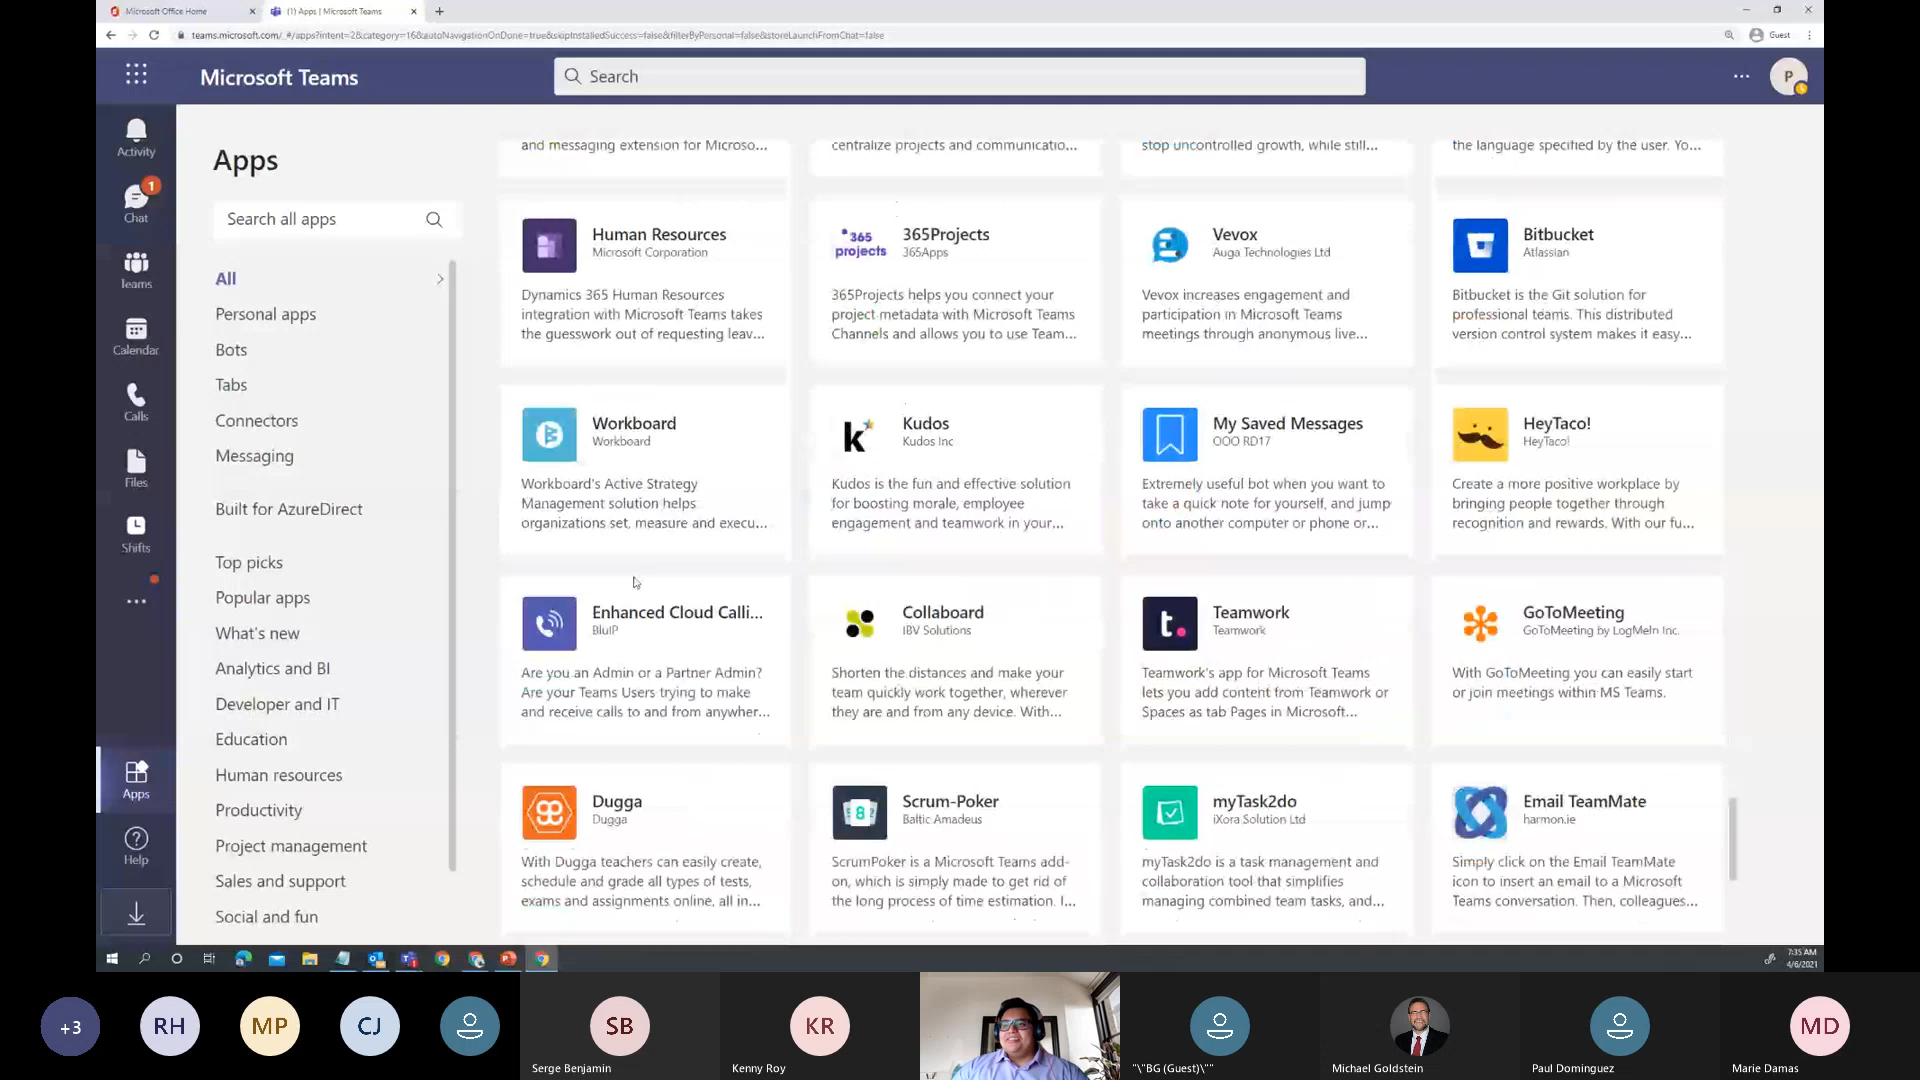 Microsoft Office Home
(1) Apps | Microsoft Teams
teams.microsoft.com/_#/apps?intent=2&category=16&autoNavigationOnDone=true&skipInstalledSuccess=false&filterByPersonal=false&storeLaunchFromChat=false
Guest
Microsoft Teams
Search
P
Activity
1
Chat
Teams
Calendar
Calls
Files
Shifts
Apps
Help
Apps
Search all apps
All
Personal apps
Bots
Tabs
Connectors
Messaging
Built for AzureDirect
Top picks
Popular apps
What's new
Analytics and BI
Developer and IT
Education
Human resources
Productivity
Project management
Sales and support
Social and fun
and messaging extension for Microso...
centralize projects and communicatio...
stop uncontrolled growth, while still...
the language specified by the user. Yo...
Human Resources
Microsoft Corporation
Dynamics 365 Human Resources
integration with Microsoft Teams takes
the guesswork out of requesting leav...
365
projects
365Projects
365Apps
365Projects helps you connect your
project metadata with Microsoft Teams
Channels and allows you to use Team...
Vevox
Auga Technologies Ltd
Vevox increases engagement and
participation in Microsoft Teams
meetings through anonymous live...
Bitbucket
Atlassian
Bitbucket is the Git solution for
professional teams. This distributed
version control system makes it easy...
Workboard
Workboard
Workboard's Active Strategy
Management solution helps
organizations set, measure and execu...
k
Kudos
Kudos Inc
Kudos is the fun and effective solution
for boosting morale, employee
engagement and teamwork in your...
My Saved Messages
OOO RD17
Extremely useful bot when you want to
take a quick note for yourself, and jump
onto another computer or phone or...
HeyTaco!
HeyTaco!
Create a more positive workplace by
bringing people together through
recognition and rewards. With our fu...
Enhanced Cloud Calli...
BluIP
Are you an Admin or a Partner Admin?
Are your Teams Users trying to make
and receive calls to and from anywher...
Collaboard
IBV Solutions
Shorten the distances and make your
team quickly work together, wherever
they are and from any device. With...
t.
Teamwork
Teamwork
Teamwork's app for Microsoft Teams
lets you add content from Teamwork or
Spaces as tab Pages in Microsoft...
GoToMeeting
GoToMeeting by LogMeIn Inc.
With GoToMeeting you can easily start
or join meetings within MS Teams.
Dugga
Dugga
With Dugga teachers can easily create,
schedule and grade all types of tests,
exams and assignments online, all in...
8
Scrum-Poker
Baltic Amadeus
ScrumPoker is a Microsoft Teams add-
on, which is simply made to get rid of
the long process of time estimation. I...
myTask2do
iXora Solution Ltd
myTask2do is a task management and
collaboration tool that simplifies
managing combined team tasks, and...
Email TeamMate
harmon.ie
Simply click on the Email TeamMate
icon to insert an email to a Microsoft
Teams conversation. Then, colleagues...
7:35 AM
4/6/2021
+3
RH
MP
CJ
SB
Serge Benjamin
KR
Kenny Roy
"\"BG (Guest)\""
Michael Goldstein
Paul Dominguez
MD
Marie Damas